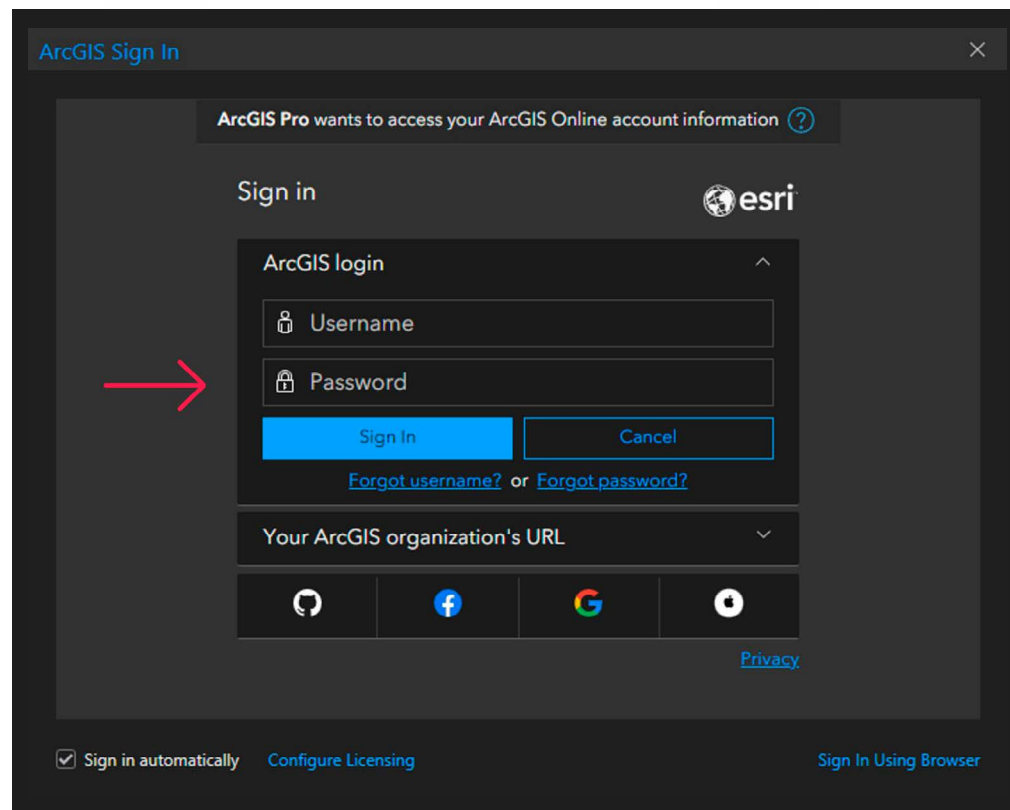 ArcGIS Sign In
ArcGIS Pro wants to access your ArcGIS Online account information ?
Sign in
esri
ArcGIS login
Username
Password
Sign In Cancel
Forgot username? or Forgot password?
Your ArcGIS organization's URL
Privacy
Sign in automatically Configure Licensing Sign In Using Browser